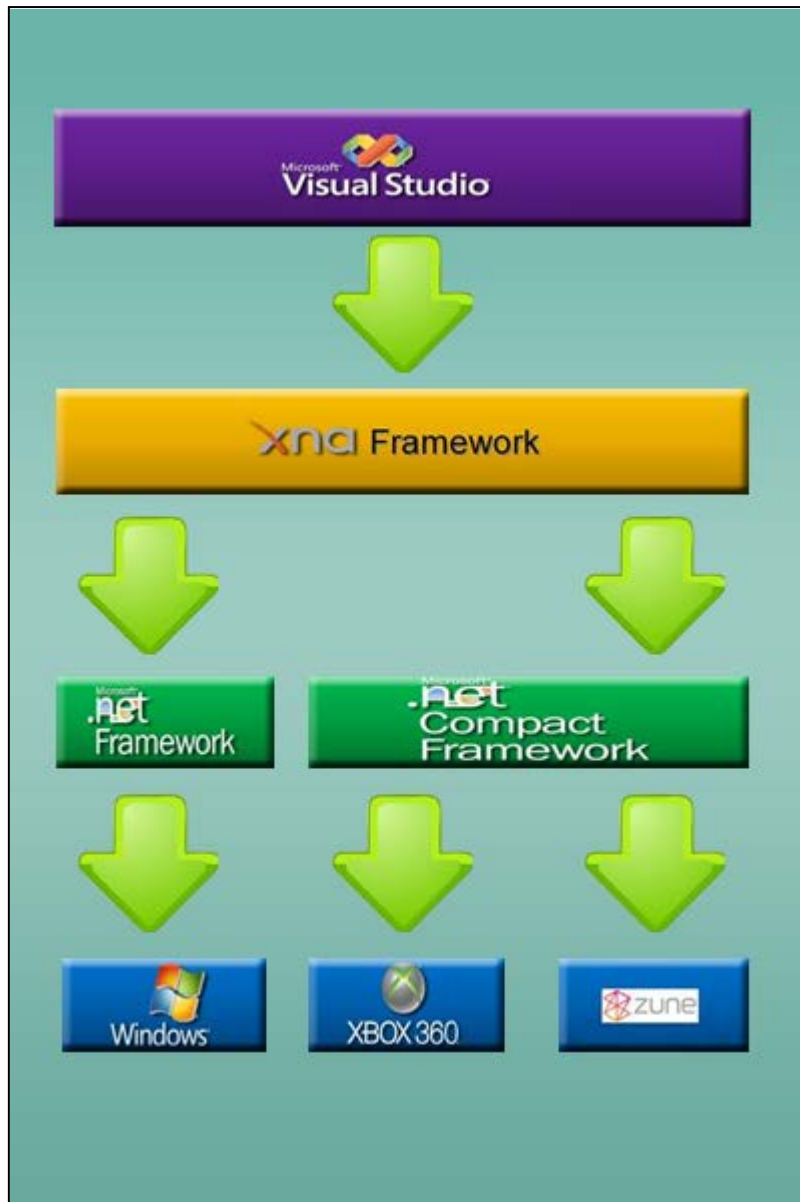 Microsoft
Visual Studio
xna Framework
Microsoft
.net
Framework
Microsoft
.net
Compact
Framework
Windows
XBOX 360
zune